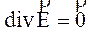 div E⃗ = 0⃗